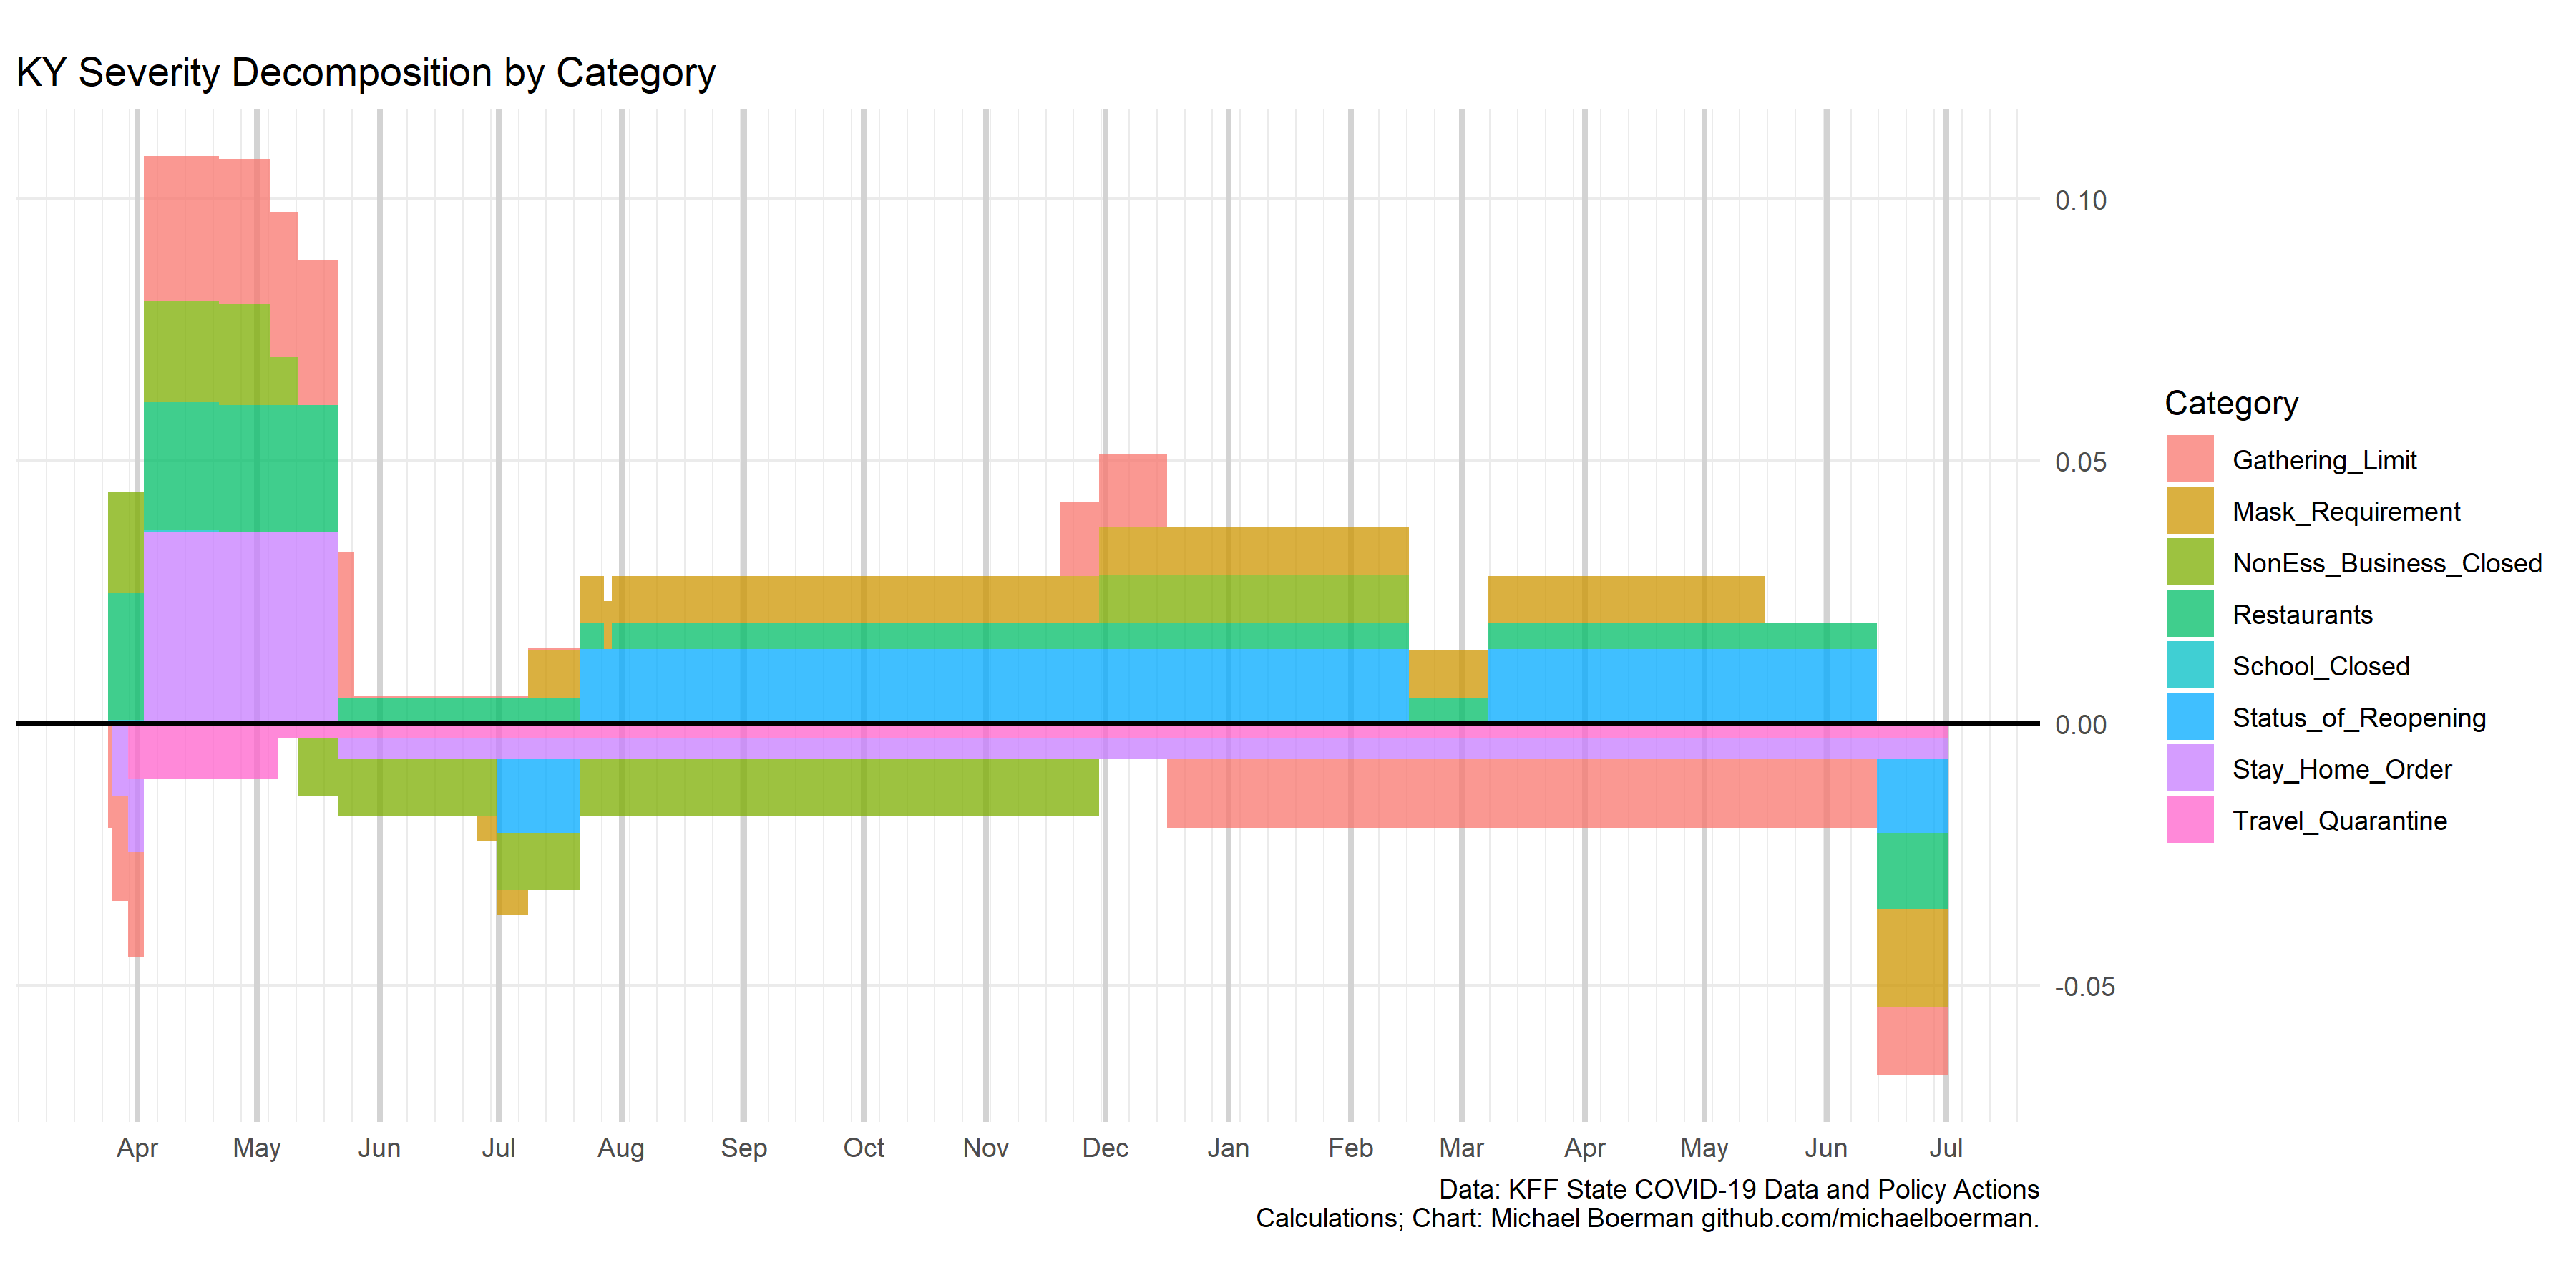 KY Severity Decomposition by Category
0.10
0.05
0.00
-0.05
Apr May Jun Jul Aug Sep Oct Nov Dec Jan Feb Mar Apr May Jun Jul
Category
Gathering_Limit
Mask_Requirement
NonEss_Business_Closed
Restaurants
School_Closed
Status_of_Reopening
Stay_Home_Order
Travel_Quarantine
Data: KFF State COVID-19 Data and Policy Actions
Calculations; Chart: Michael Boerman github.com/michaelboerman.